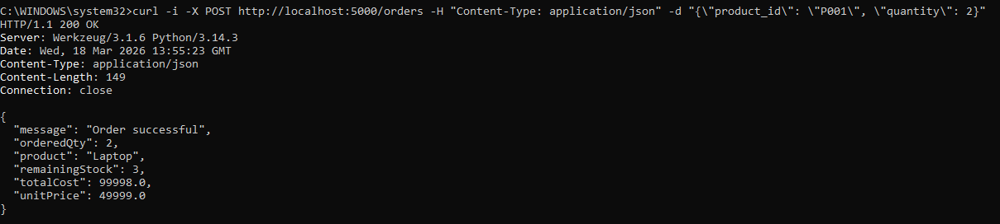 C:\WINDOWS\system32>curl -i -X POST http://localhost:5000/orders -H "Content-Type: application/json" -d "{\"product_id\": \"P001\", \"quantity\": 2}"
HTTP/1.1 200 OK
Server: Werkzeug/3.1.6 Python/3.14.3
Date: Wed, 18 Mar 2026 13:55:23 GMT
Content-Type: application/json
Content-Length: 149
Connection: close

{
  "message": "Order successful",
  "orderedQty": 2,
  "product": "Laptop",
  "remainingStock": 3,
  "totalCost": 99998.0,
  "unitPrice": 49999.0
}